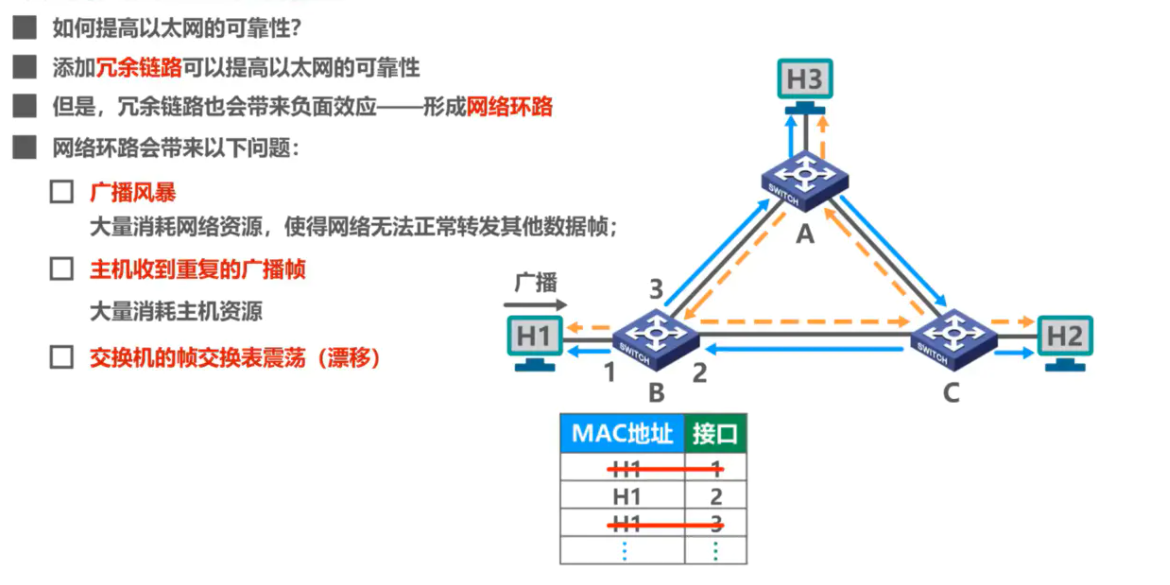 如何提高以太网的可靠性?
添加冗余链路可以提高以太网的可靠性
但是，冗余链路也会带来负面效应——形成网络环路
网络环路会带来以下问题：
广播风暴
大量消耗网络资源，使得网络无法正常转发其他数据帧；
主机收到重复的广播帧
大量消耗主机资源
交换机的帧交换表震荡（漂移）
H3
SWITCH
A
广播
3
H1
SWITCH
SWITCH
H2
1
2
B
C
MAC地址 接口
H1 1
H1 2
H1 3
⋮ ⋮